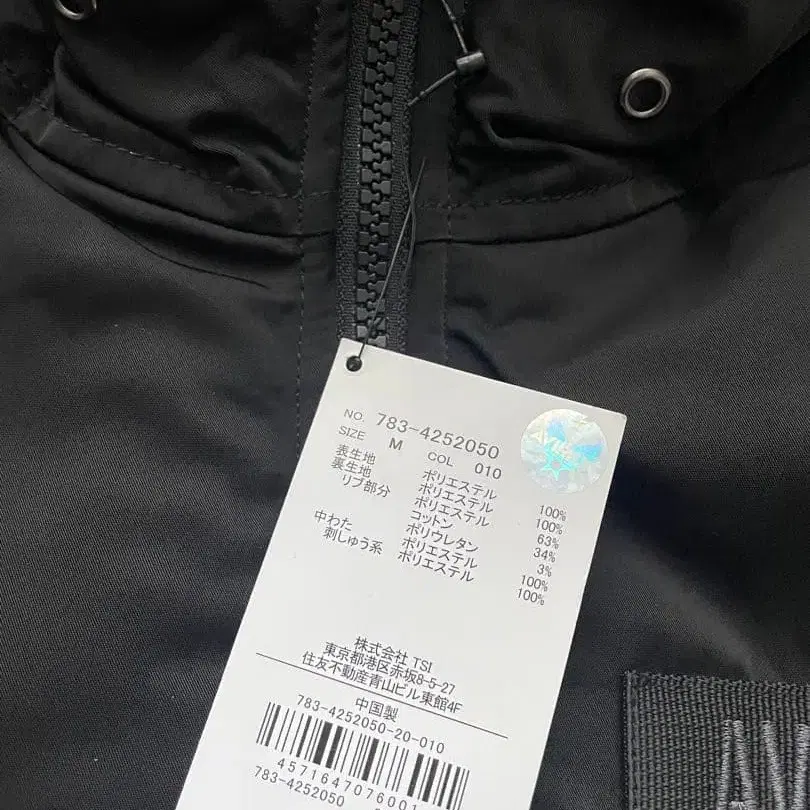 NO. 783-4252050
SIZE M COL 010
表生地 ポリエステル 100%
裏生地 ポリエステル 100%
リブ部分 ポリエステル 63%
コットン 34%
ポリウレタン 3%
中わた ポリエステル 100%
刺しゅう糸 ポリエステル 100%
株式会社 TSI
東京都港区赤坂8-5-27
住友不動産青山ビル東館4F
中国製
783-4252050-20-010
4571647076001
783-4252050 M 010
AW